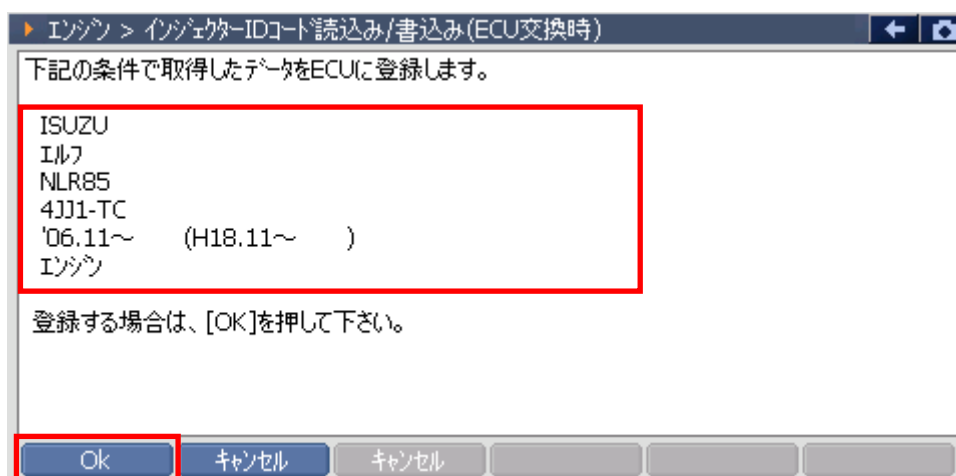 エンジン > インジェクターIDコード読込み/書込み(ECU交換時)
下記の条件で取得したデータをECUに登録します。
ISUZU
エルフ
NLR85
4JJ1-TC
'06.11～ (H18.11～ )
エンジン
登録する場合は、[OK]を押して下さい。
Ok キャンセル キャンセル